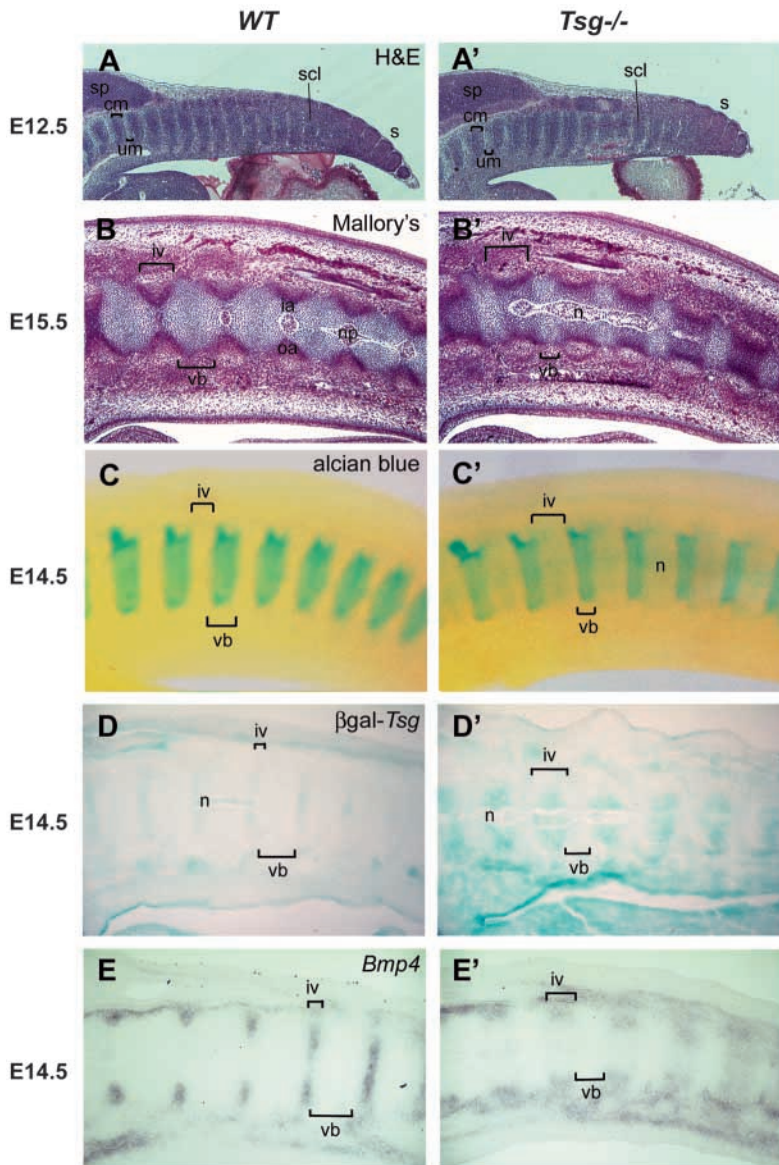 WT Tsg-/-
E12.5
A H&E
sp
cm
um
scl
s
A'
sp
cm
um
scl
s
E15.5
B Mallory's
iv
ia
np
oa
vb
B'
iv
n
vb
E14.5
C alcian blue
iv
vb
C'
iv
n
vb
E14.5
D βgal-Tsg
iv
n
vb
D'
iv
n
vb
E14.5
E Bmp4
iv
vb
E'
iv
vb